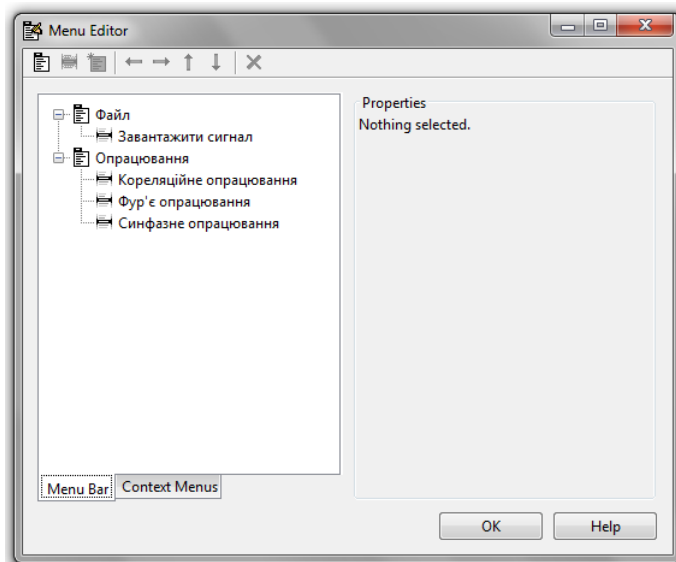 Menu Editor
Файл
Завантажити сигнал
Опрацювання
Кореляційне опрацювання
Фур'є опрацювання
Синфазне опрацювання
Properties
Nothing selected.
Menu Bar Context Menus
OK Help